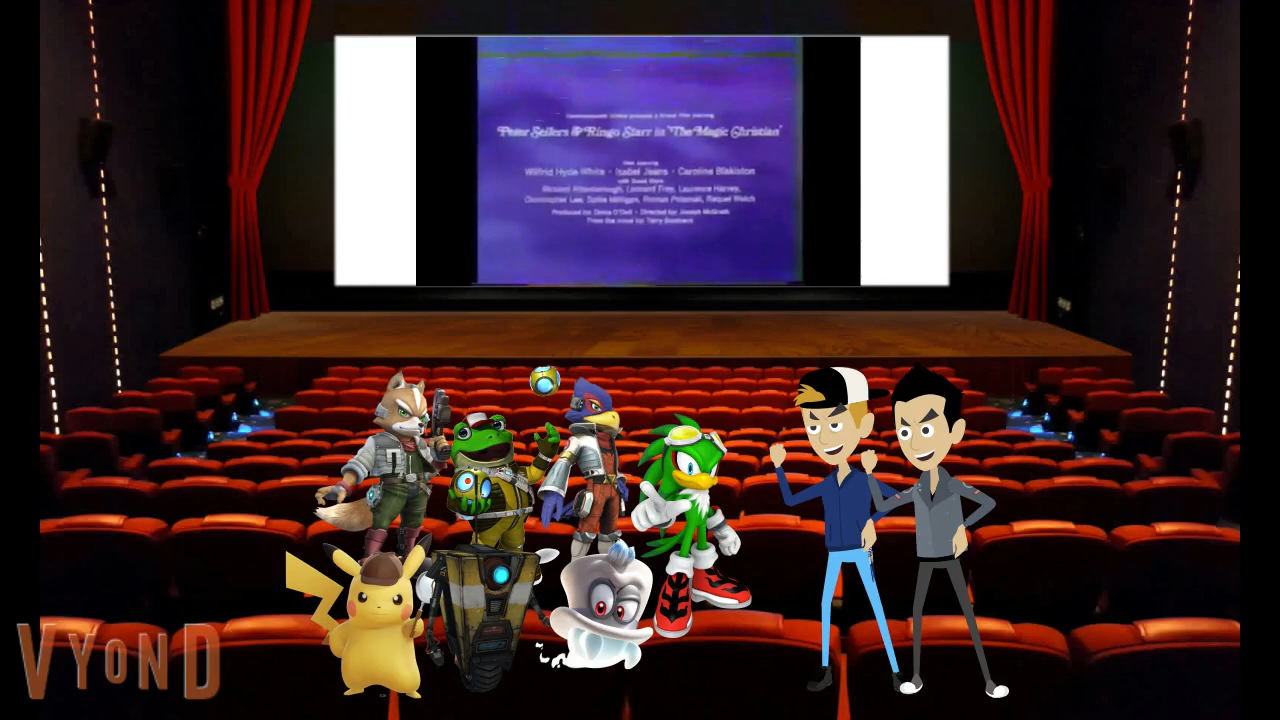 Peter Sellers & Ringo Starr in 'The Magic Christian'
Wilfrid Hyde White · Isabel Jeans · Caroline Blakiston
Richard Attenborough, Leonard Frey, Laurence Harvey,
Christopher Lee, Spike Milligan, Roman Polanski, Raquel Welch
Produced by: Denis O'Dell · Directed by: Joseph McGrath
From the novel by: Terry Southern
VYOND